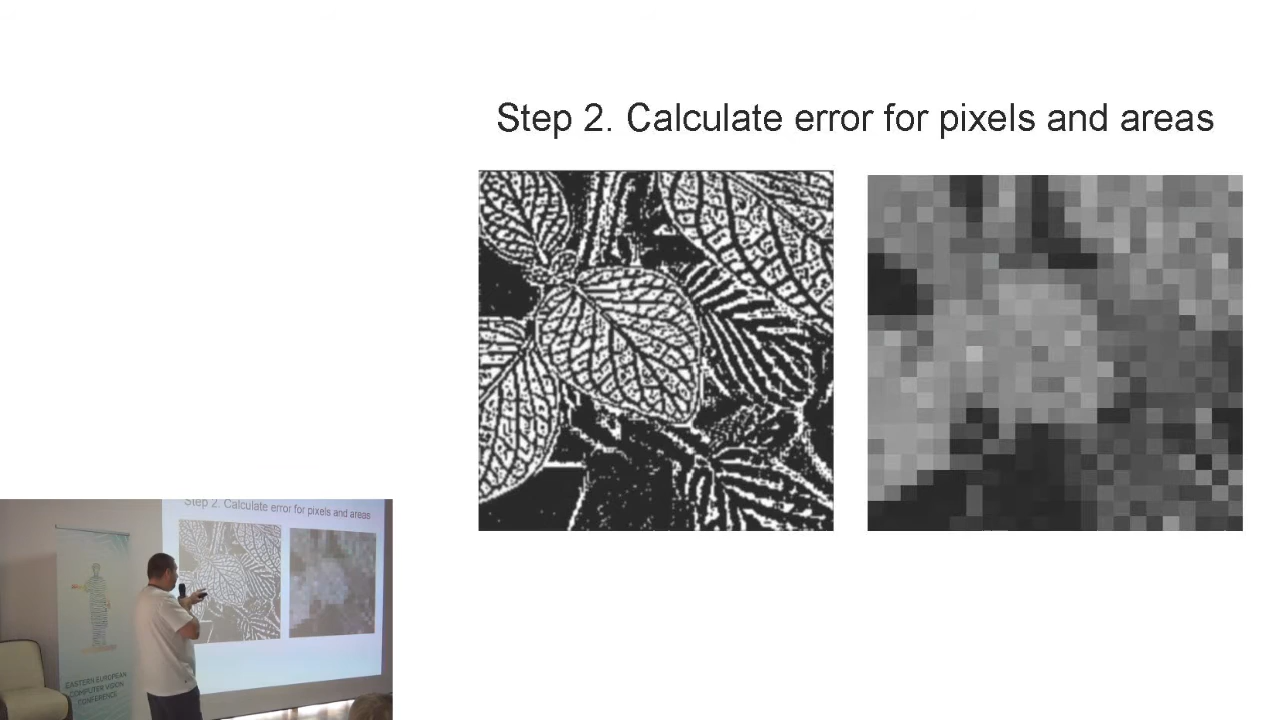 Step 2. Calculate error for pixels and areas
Step 2. Calculate error for pixels and areas
EASTERN EUROPEAN
COMPUTER VISION
CONFERENCE